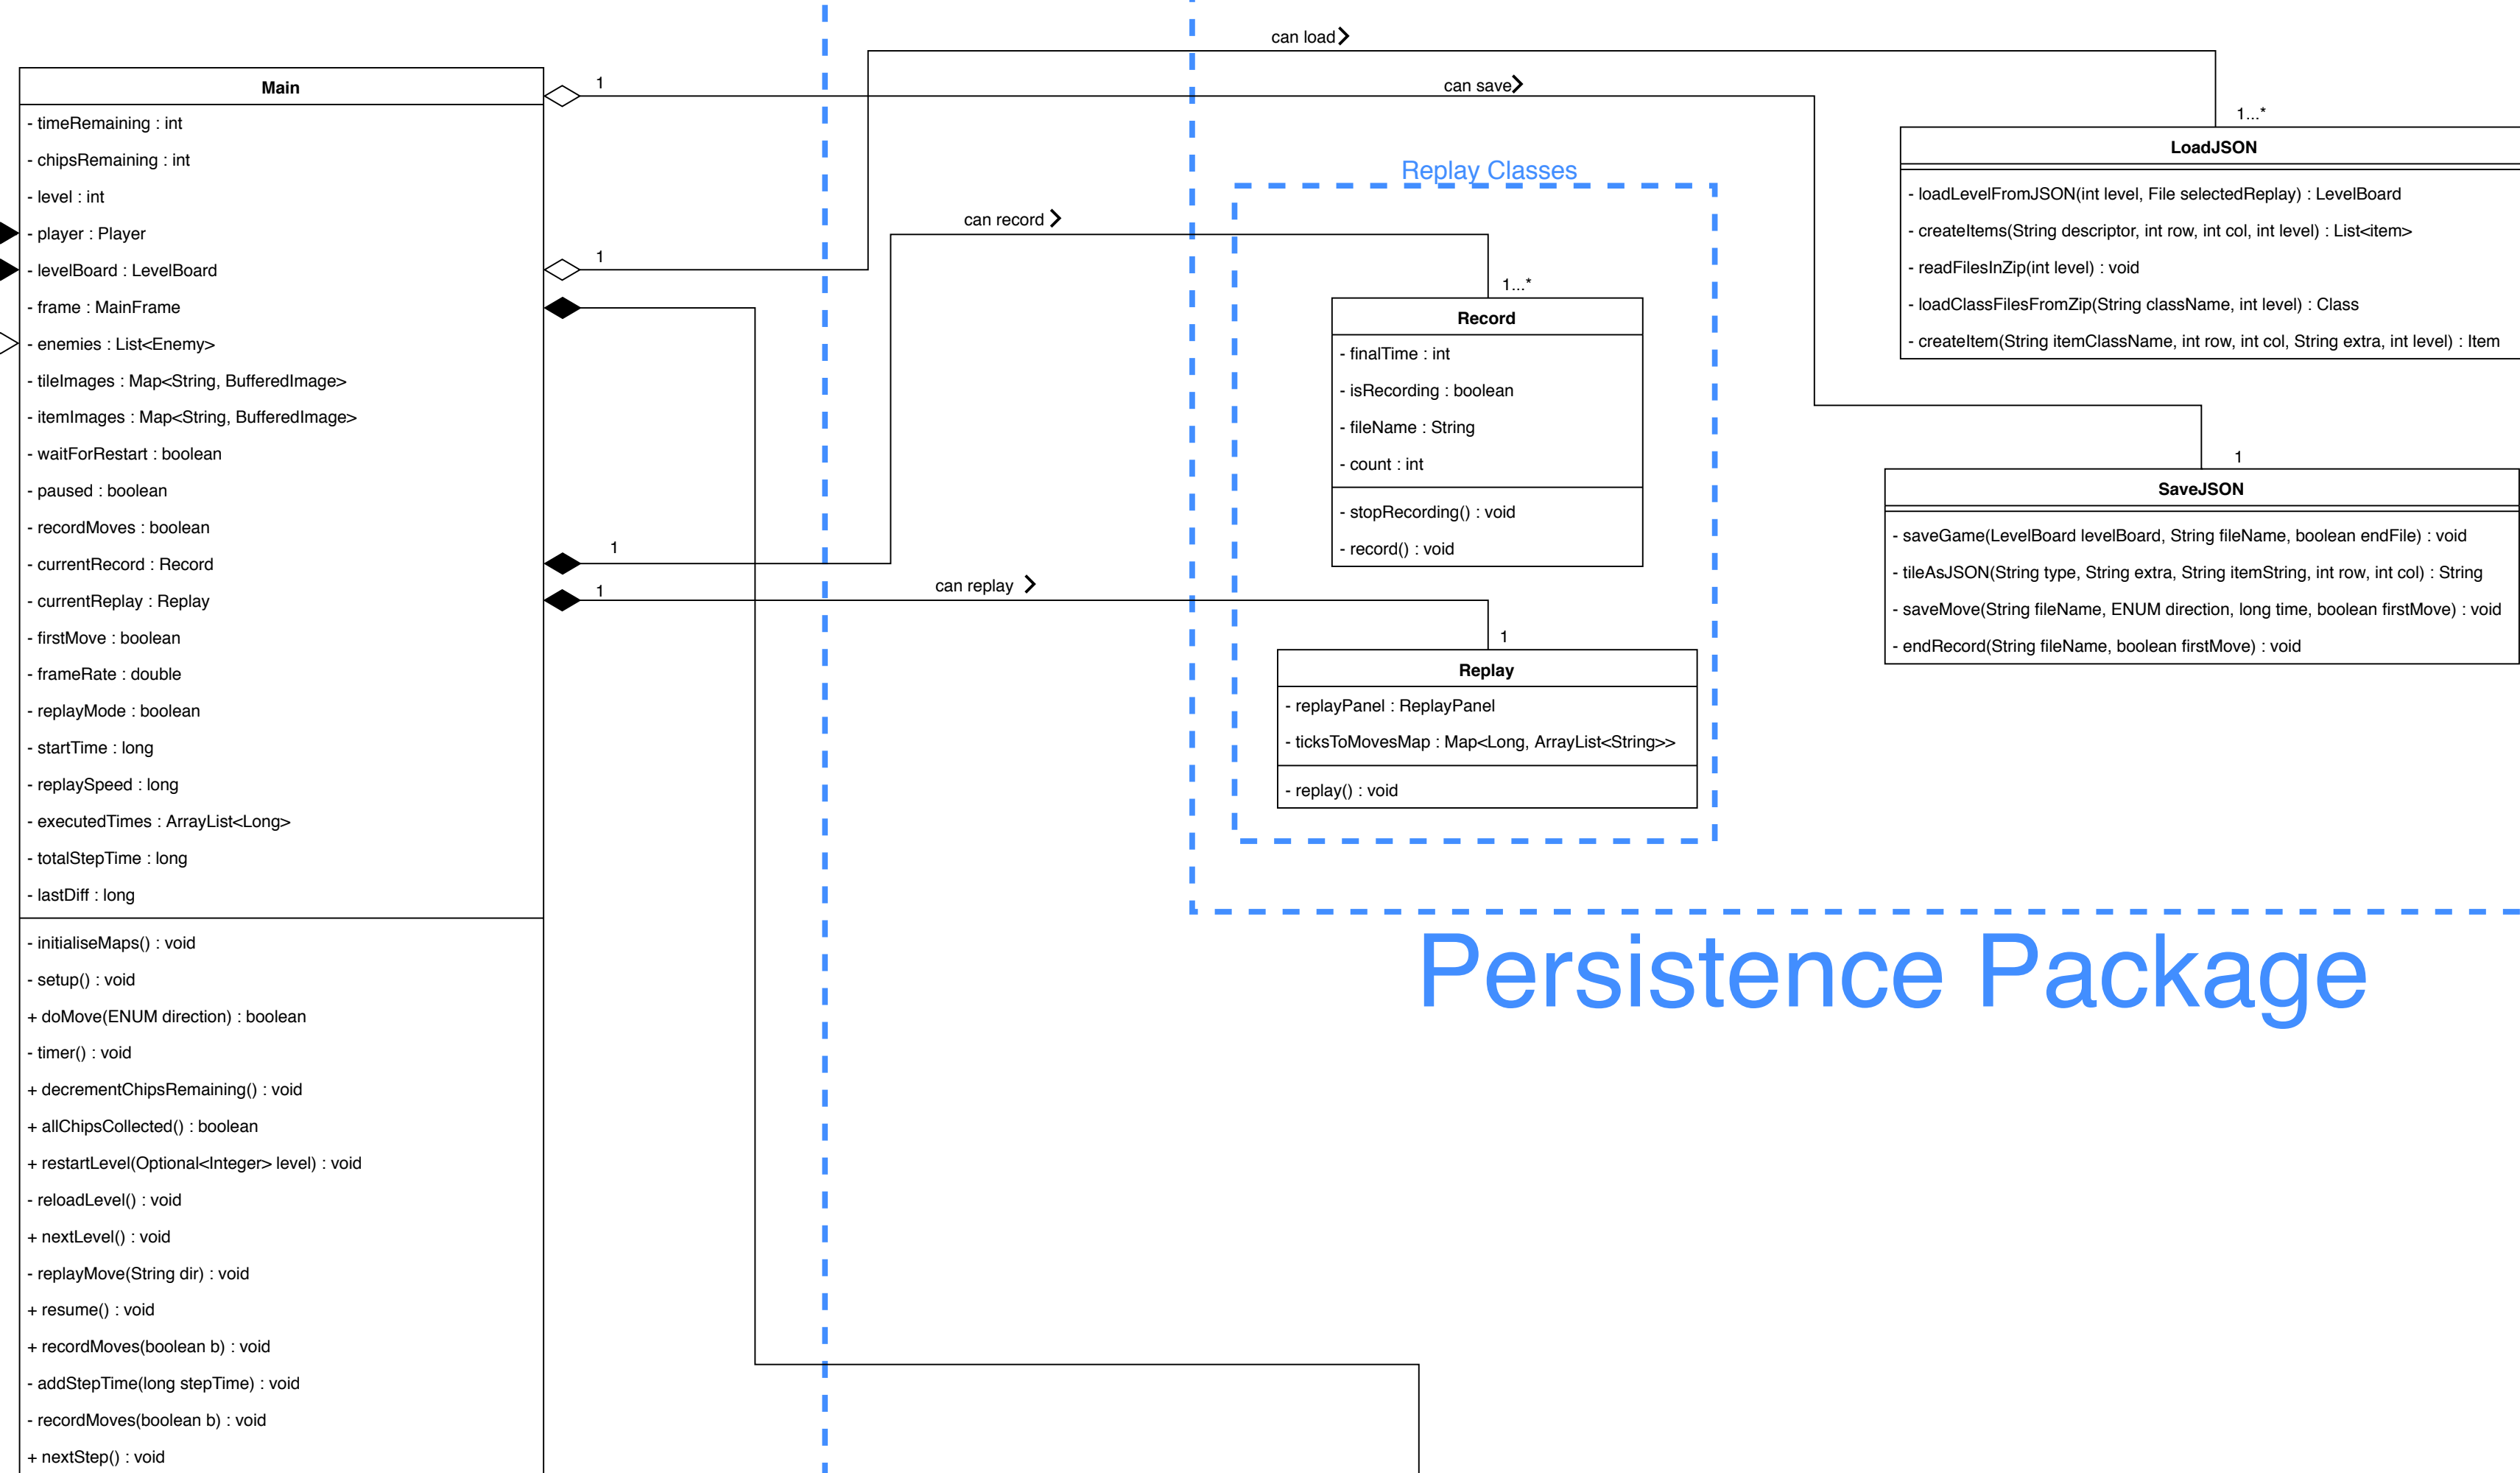 Main
- timeRemaining : int
- chipsRemaining : int
- level : int
- player : Player
- levelBoard : LevelBoard
- frame : MainFrame
- enemies : List<Enemy>
- tileImages : Map<String, BufferedImage>
- itemImages : Map<String, BufferedImage>
- waitForRestart : boolean
- paused : boolean
- recordMoves : boolean
- currentRecord : Record
- currentReplay : Replay
- firstMove : boolean
- frameRate : double
- replayMode : boolean
- startTime : long
- replaySpeed : long
- executedTimes : ArrayList<Long>
- totalStepTime : long
- lastDiff : long
- initialiseMaps() : void
- setup() : void
+ doMove(ENUM direction) : boolean
- timer() : void
+ decrementChipsRemaining() : void
+ allChipsCollected() : boolean
+ restartLevel(Optional<Integer> level) : void
- reloadLevel() : void
+ nextLevel() : void
- replayMove(String dir) : void
+ resume() : void
+ recordMoves(boolean b) : void
- addStepTime(long stepTime) : void
- recordMoves(boolean b) : void
+ nextStep() : void
1
1
1
1
can load
can save
can record
can replay
Replay Classes
1...*
Record
- finalTime : int
- isRecording : boolean
- fileName : String
- count : int
- stopRecording() : void
- record() : void
1
Replay
- replayPanel : ReplayPanel
- ticksToMovesMap : Map<Long, ArrayList<String>>
- replay() : void
1...*
LoadJSON
- loadLevelFromJSON(int level, File selectedReplay) : LevelBoard
- createItems(String descriptor, int row, int col, int level) : List<item>
- readFilesInZip(int level) : void
- loadClassFilesFromZip(String className, int level) : Class
- createItem(String itemClassName, int row, int col, String extra, int level) : Item
1
SaveJSON
- saveGame(LevelBoard levelBoard, String fileName, boolean endFile) : void
- tileAsJSON(String type, String extra, String itemString, int row, int col) : String
- saveMove(String fileName, ENUM direction, long time, boolean firstMove) : void
- endRecord(String fileName, boolean firstMove) : void
Persistence Package